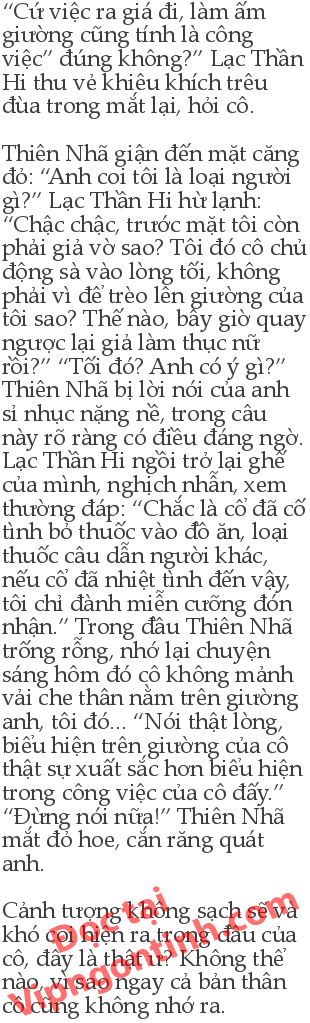 “Cứ việc ra giá đi, làm ấm
giường cũng tính là công
việc” đúng không?” Lạc Thần
Hi thu vẻ khiêu khích trêu
đùa trong mắt lại, hỏi cô.
Thiên Nhã giận đến mặt căng
đỏ: “Anh coi tôi là loại người
gì?” Lạc Thần Hi hừ lạnh:
“Chậc chậc, trước mặt tôi còn
phải giả vờ sao? Tôi đó cô chủ
động sà vào lòng tối, không
phải vì để trèo lên giường của
tôi sao? Thế nào, bây giờ quay
ngược lại giả làm thục nữ
rồi?” “Tối đó? Anh có ý gì?”
Thiên Nhã bị lời nói của anh
sỉ nhục nặng nề, trong câu
này rõ ràng có điều đáng ngờ.
Lạc Thần Hi ngồi trở lại ghế
của mình, nghịch nhẫn, xem
thường đáp: “Chắc là cổ đã cố
tình bỏ thuốc vào đồ ăn, loại
thuốc câu dẫn người khác,
nếu cổ đã nhiệt tình đến vậy,
tôi chỉ đành miễn cưỡng đón
nhận.” Trong đầu Thiên Nhã
trống rỗng, nhớ lại chuyện
sáng hôm đó cô không mảnh
vải che thân nằm trên giường
anh, tôi đó... “Nói thật lòng,
biểu hiện trên giường của cô
thật sự xuất sắc hơn biểu hiện
trong công việc của cô đấy.”
“Đừng nói nữa!” Thiên Nhã
mắt đỏ hoe, cắn răng quát
anh.
Cảnh tượng không sạch sẽ và
khó coi hiện ra trong đầu của
cô, đây là thật ư? Không thể
nào, vì sao ngay cả bản thân
cô cũng không nhớ ra.
Đọc tại
Vipngontinh.com